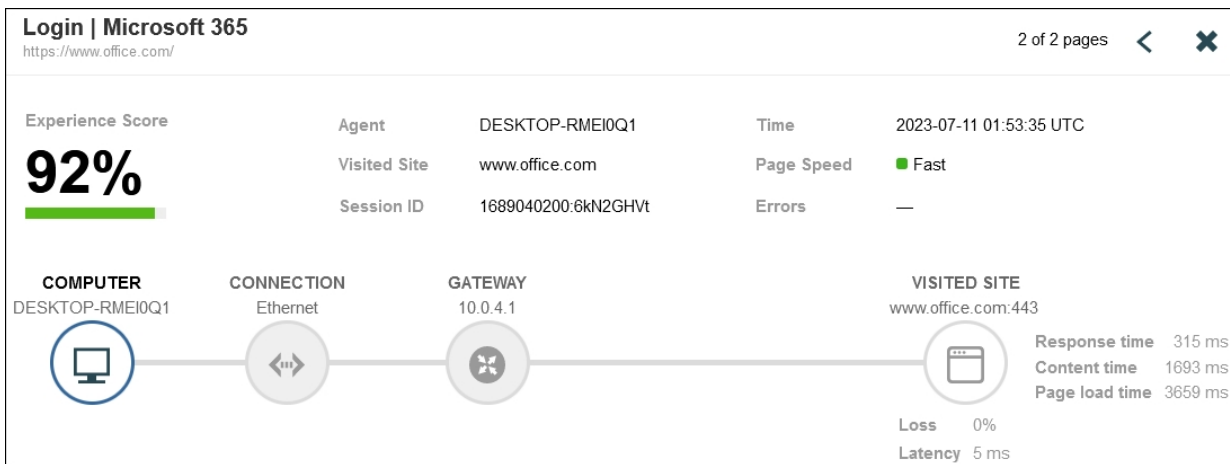 Login | Microsoft 365
https://www.office.com/
2 of 2 pages
Experience Score
92%
Agent DESKTOP-RMEI0Q1
Visited Site www.office.com
Session ID 1689040200:6kN2GHVt
Time 2023-07-11 01:53:35 UTC
Page Speed Fast
Errors —
COMPUTER
DESKTOP-RMEI0Q1
CONNECTION
Ethernet
GATEWAY
10.0.4.1
VISITED SITE
www.office.com:443
Response time 315 ms
Content time 1693 ms
Page load time 3659 ms
Loss 0%
Latency 5 ms